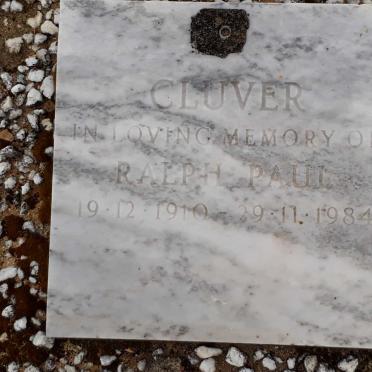 CLUVER
IN LOVING MEMORY OF
RALPH PAUL
19·12·1910 - 29·11·1984